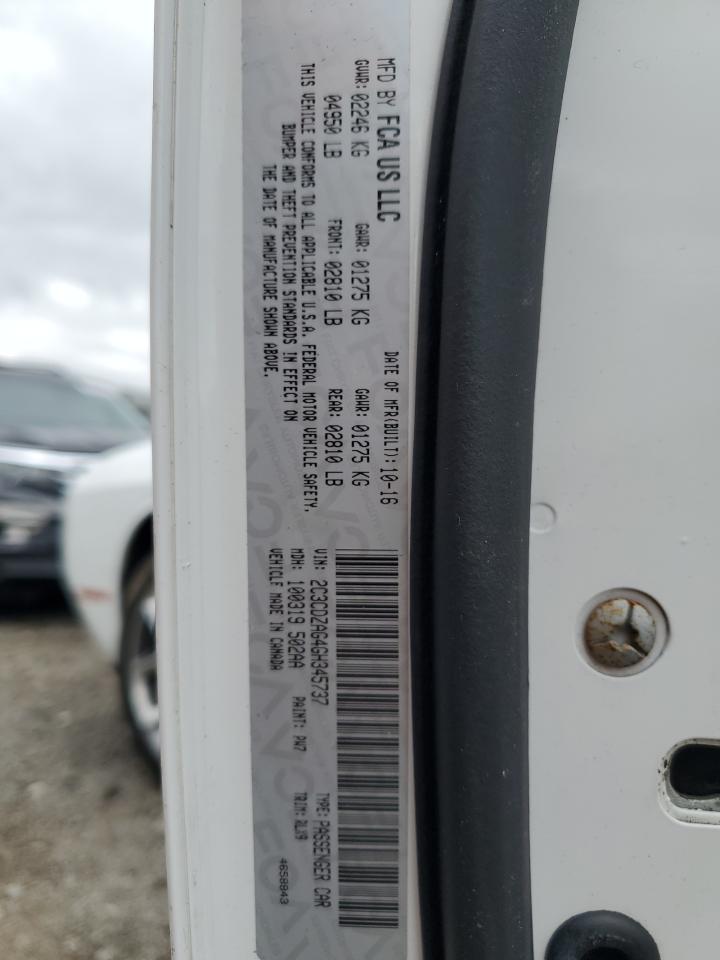 MFD BY FCA US LLC
DATE OF MFR(BUILT): 10-16
GVWR: 02246 KG GAWR: 01275 KG GAWR: 01275 KG
04950 LB FRONT: 02810 LB REAR: 02810 LB
THIS VEHICLE CONFORMS TO ALL APPLICABLE U.S.A. FEDERAL MOTOR VEHICLE SAFETY,
BUMPER AND THEFT PREVENTION STANDARDS IN EFFECT ON
THE DATE OF MANUFACTURE SHOWN ABOVE.
VIN: 2C3CDZAG4GH345737 TYPE: PASSENGER CAR
MDH: 100319 502AA PAINT: PW7 TRIM: RLX9
VEHICLE MADE IN CANADA
4658843